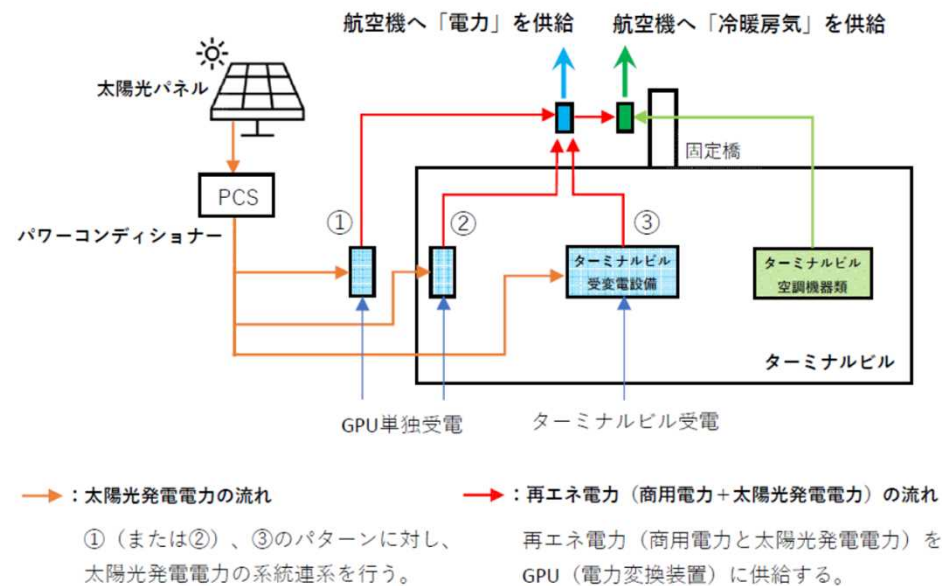 航空機へ「電力」を供給
航空機へ「冷暖房気」を供給
太陽光パネル
固定橋
PCS
パワーコンディショナー
①
②
③
ターミナルビル
受変電設備
ターミナルビル
空調機器類
ターミナルビル
GPU単独受電
ターミナルビル受電
：太陽光発電電力の流れ
①（または②）、③のパターンに対し、
太陽光発電電力の系統連系を行う。
：再エネ電力（商用電力＋太陽光発電電力）の流れ
再エネ電力（商用電力と太陽光発電電力）を
GPU（電力変換装置）に供給する。